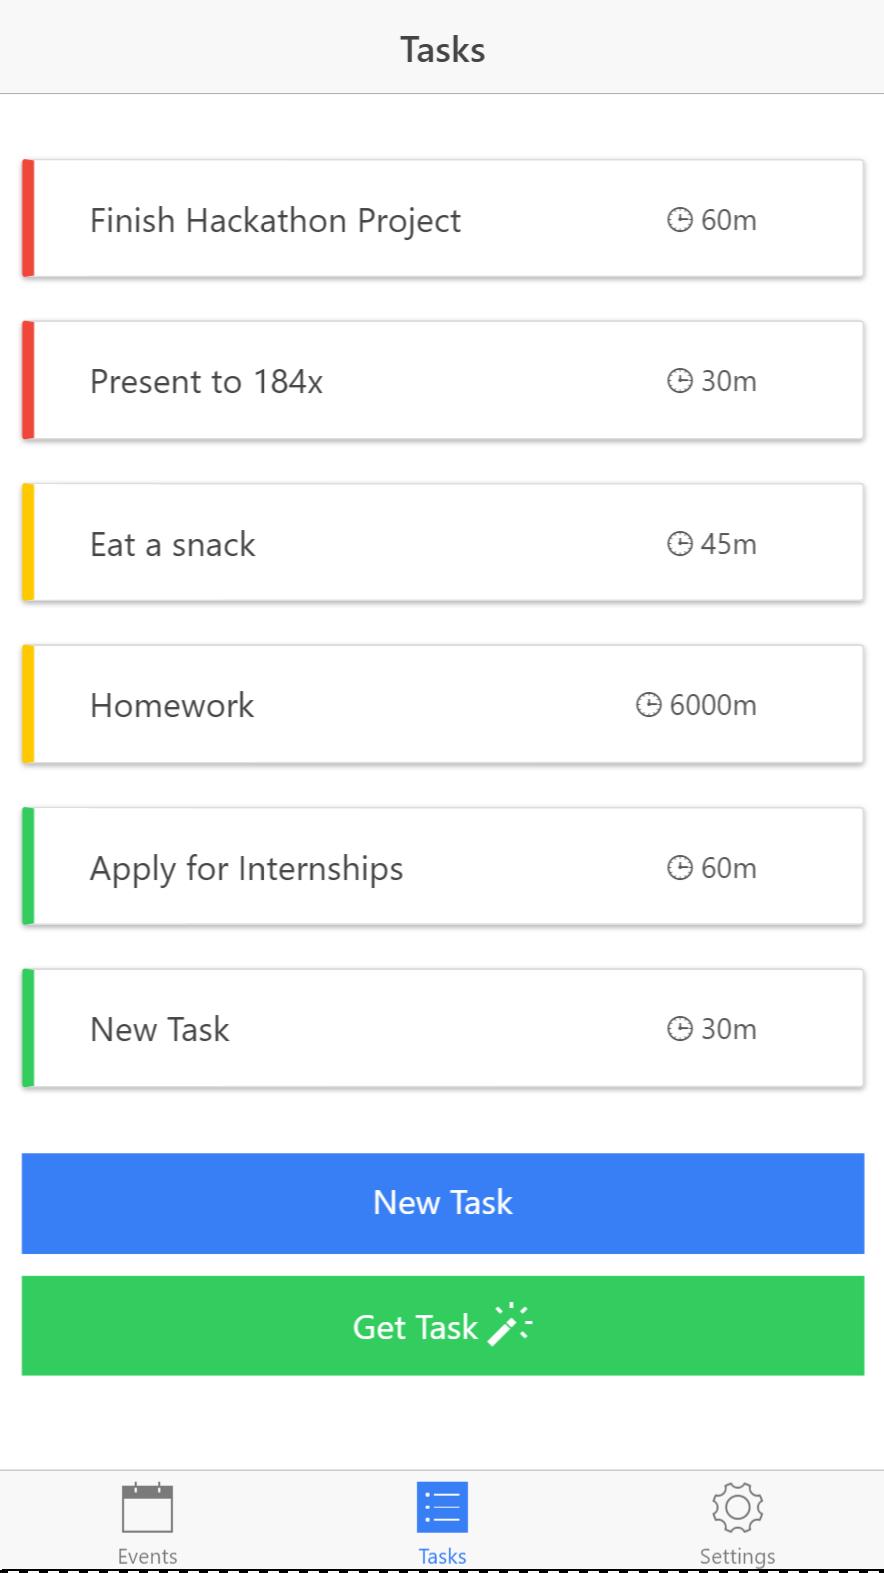 Tasks
Finish Hackathon Project 60m
Present to 184x 30m
Eat a snack 45m
Homework 6000m
Apply for Internships 60m
New Task 30m
New Task
Get Task
Events Tasks Settings